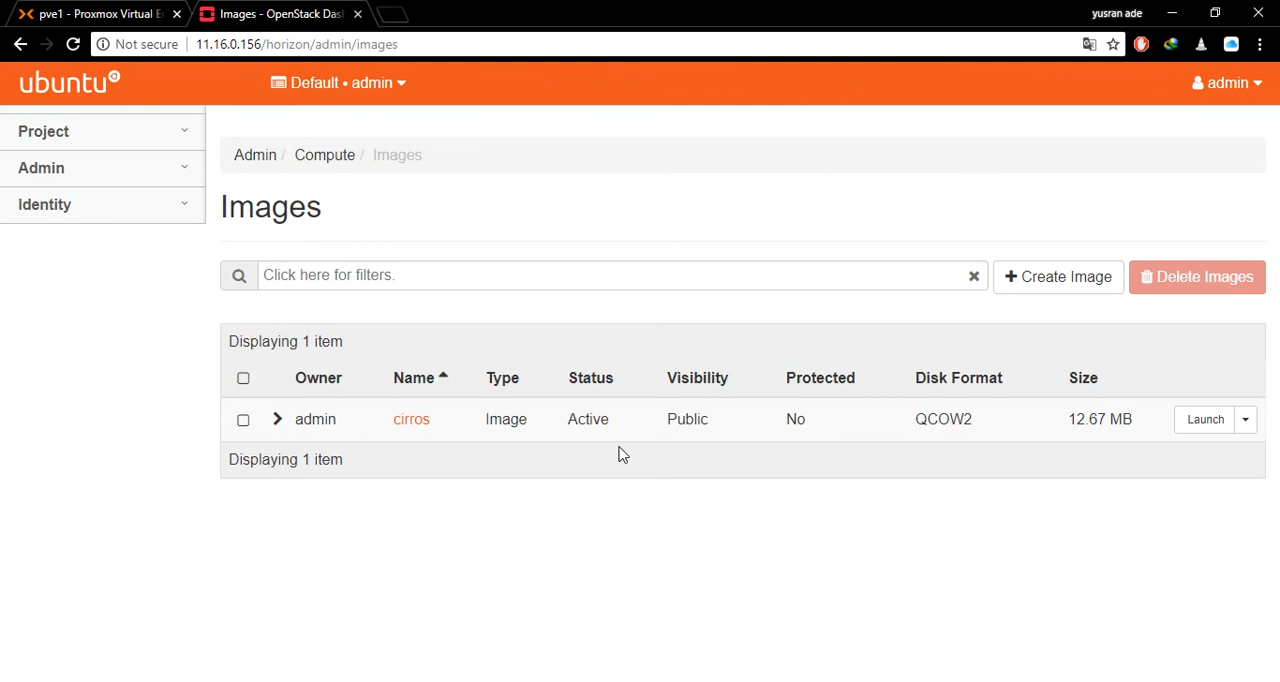 pve1 - Proxmox Virtual E
Images - OpenStack Das
yusran ade
Not secure
11.16.0.156/horizon/admin/images
ubuntu
Default • admin
admin
Project
Admin
Identity
Admin / Compute / Images
Images
Click here for filters.
+ Create Image
Delete Images
Displaying 1 item
Owner Name Type Status Visibility Protected Disk Format Size
admin cirros Image Active Public No QCOW2 12.67 MB Launch
Displaying 1 item